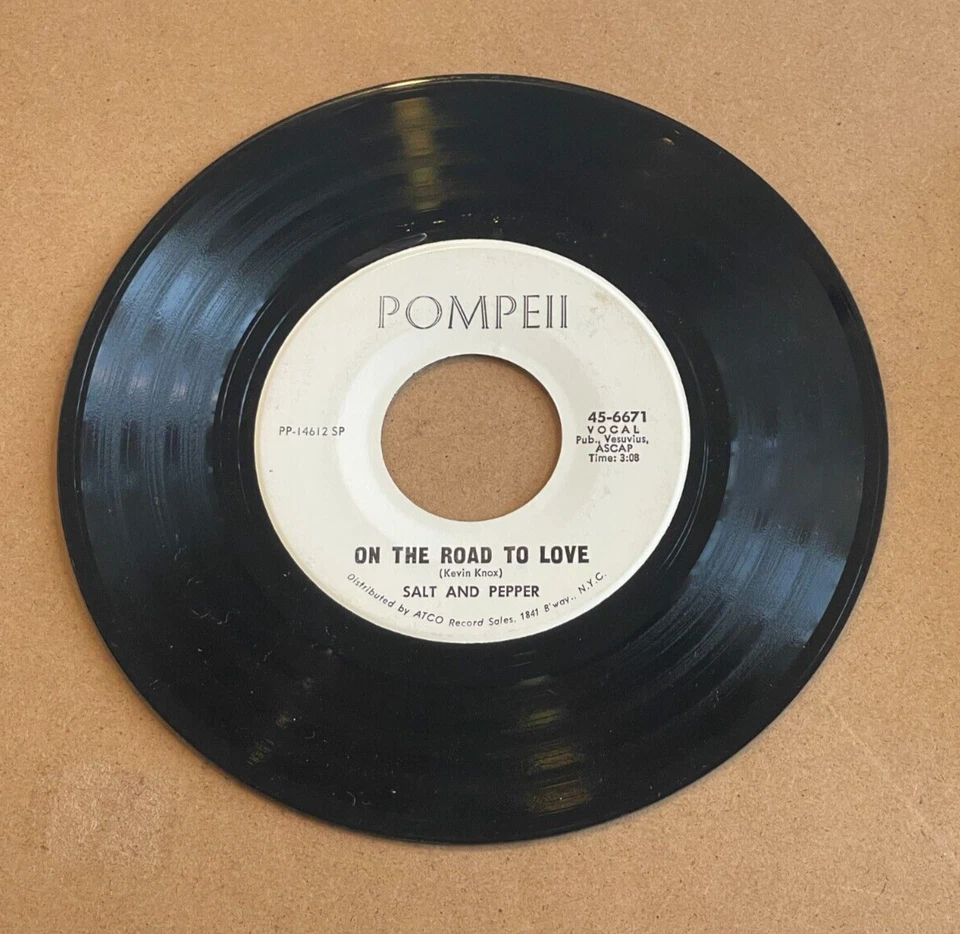 POMPEII
PP-14612 SP
45-6671
VOCAL
Pub., Vesuvius,
ASCAP
Time: 3:08
ON THE ROAD TO LOVE
(Kevin Knox)
SALT AND PEPPER
Distributed by ATCO Record Sales, 1841 B'way., N.Y.C.